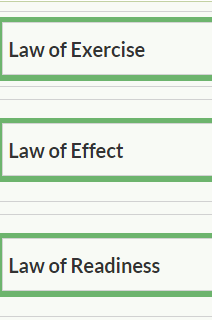 Law of Exercise
Law of Effect
Law of Readiness